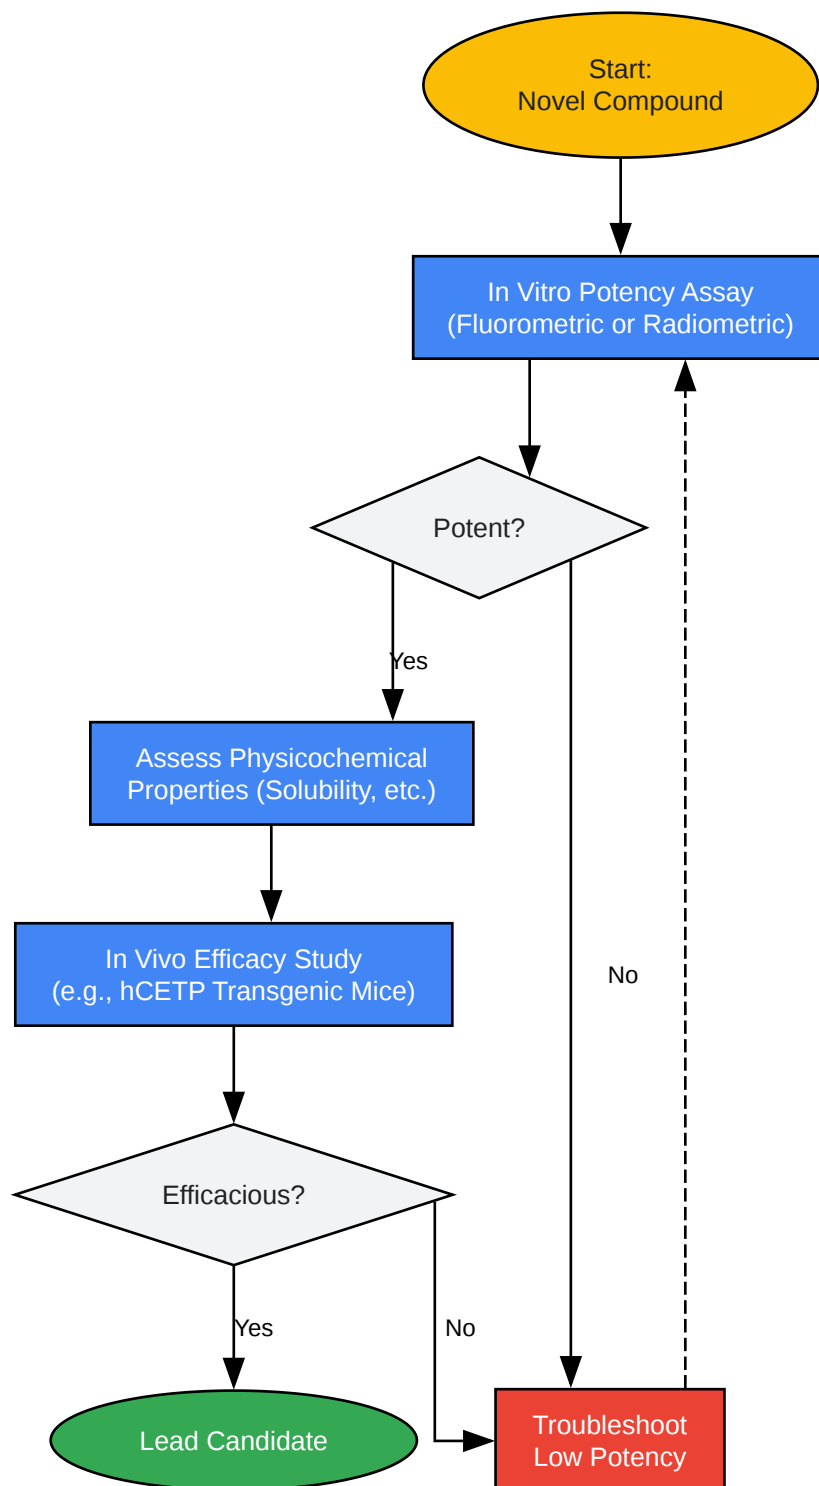 Start:
Novel Compound
In Vitro Potency Assay
(Fluorometric or Radiometric)
Potent?
Yes
Assess Physicochemical
Properties (Solubility, etc.)
In Vivo Efficacy Study
(e.g., hCETP Transgenic Mice)
No
Efficacious?
Yes
No
Lead Candidate
Troubleshoot
Low Potency